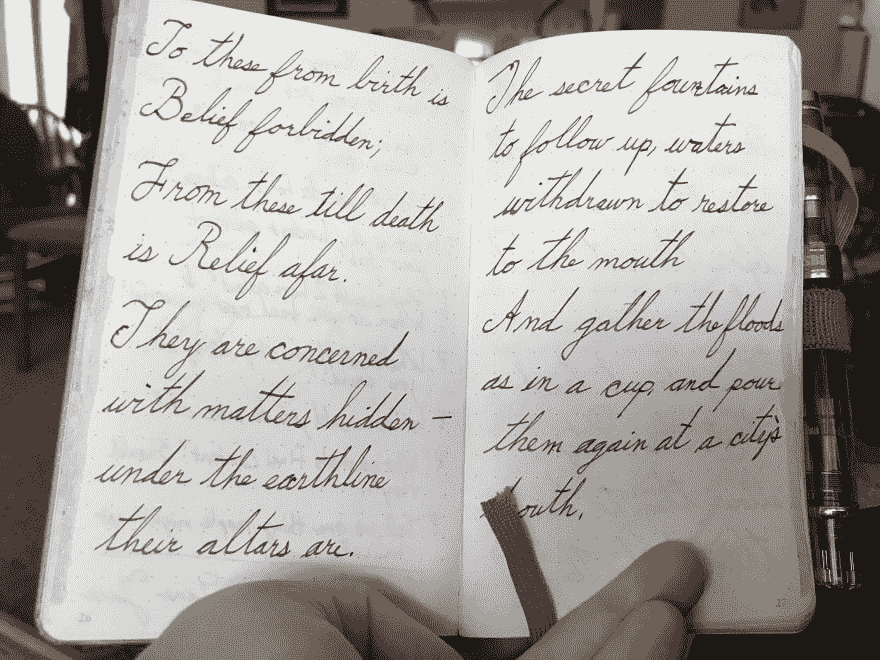 To these from birth is
Belief forbidden;
From these till death
is Relief afar.
They are concerned
with matters hidden –
under the earthline
their altars are.
The secret fountains
to follow up, waters
withdrawn to restore
to the mouth
And gather the floods
as in a cup, and pour
them again at a city's